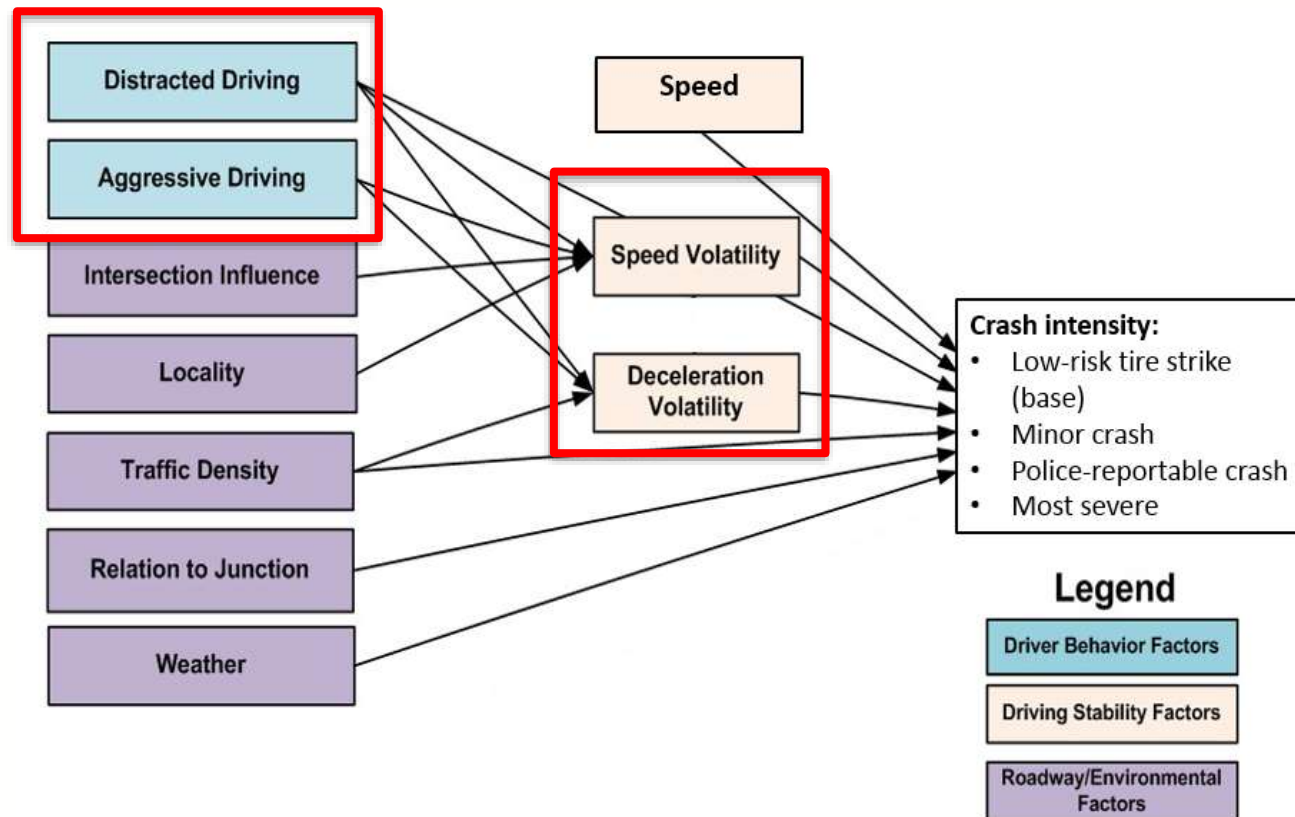 Distracted Driving
Aggressive Driving
Intersection Influence
Locality
Traffic Density
Relation to Junction
Weather
Speed
Speed Volatility
Deceleration
Volatility
Crash intensity:
• Low-risk tire strike
(base)
• Minor crash
• Police-reportable crash
• Most severe
Legend
Driver Behavior Factors
Driving Stability Factors
Roadway/Environmental
Factors